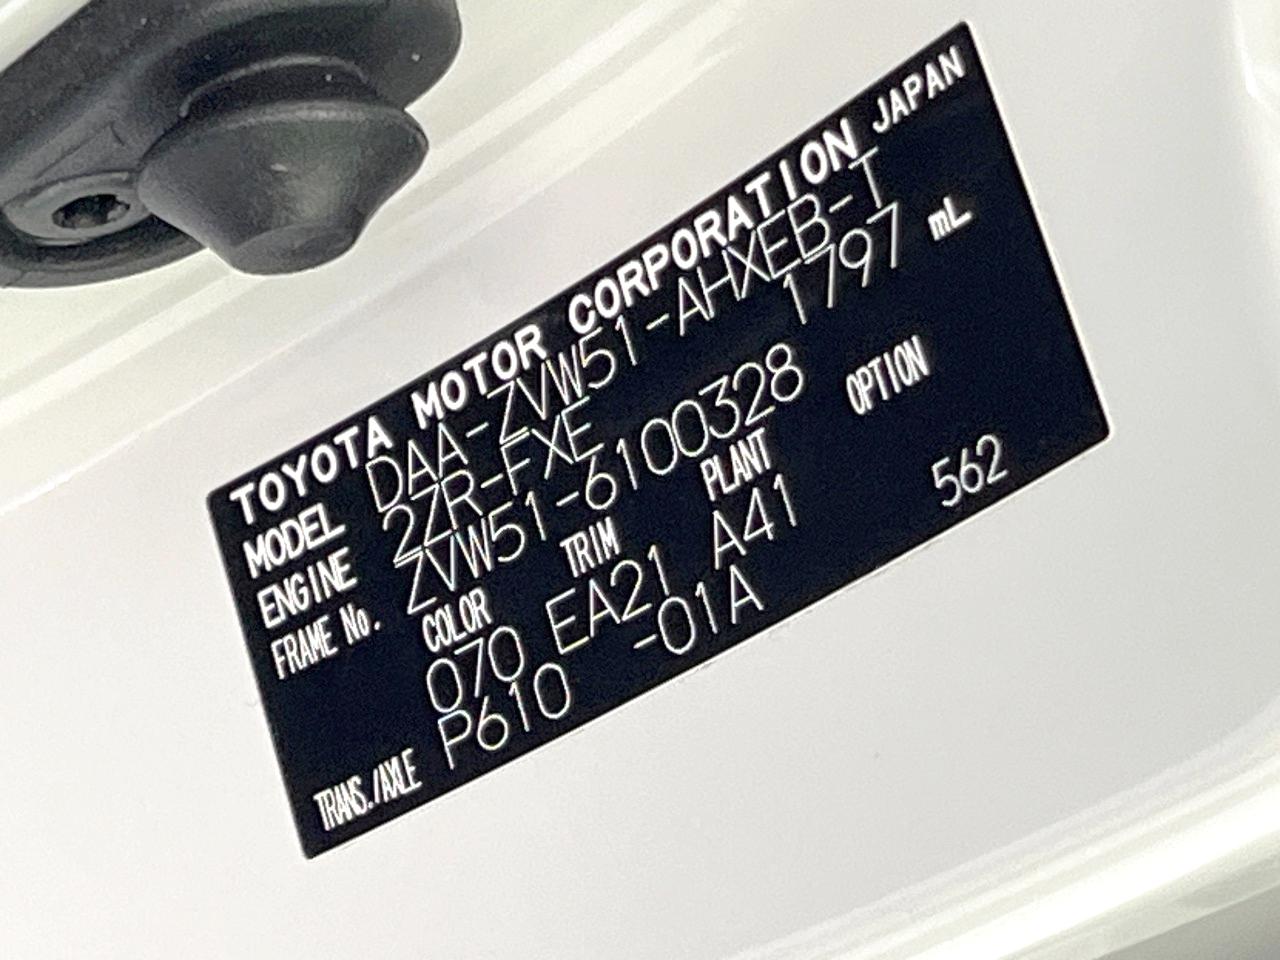 TOYOTA MOTOR CORPORATION JAPAN
MODEL DAA-ZVW51-AHXEB-T
ENGINE 2ZR-FXE 1797 mL
FRAME No. ZVW51-6100328
COLOR TRIM PLANT OPTION
070 EA21 A41 562
TRANS./AXLE P610 -01A